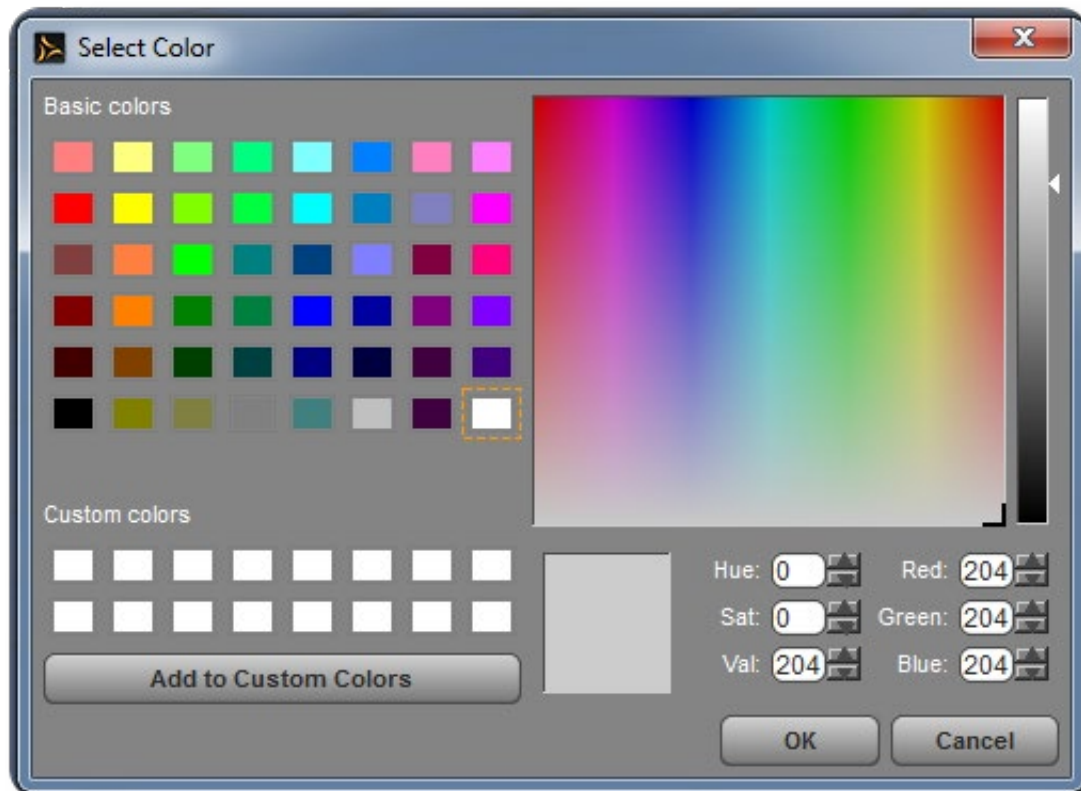 Select Color
Basic colors
Custom colors
Add to Custom Colors
Hue: 0 Red: 204
Sat: 0 Green: 204
Val: 204 Blue: 204
OK Cancel